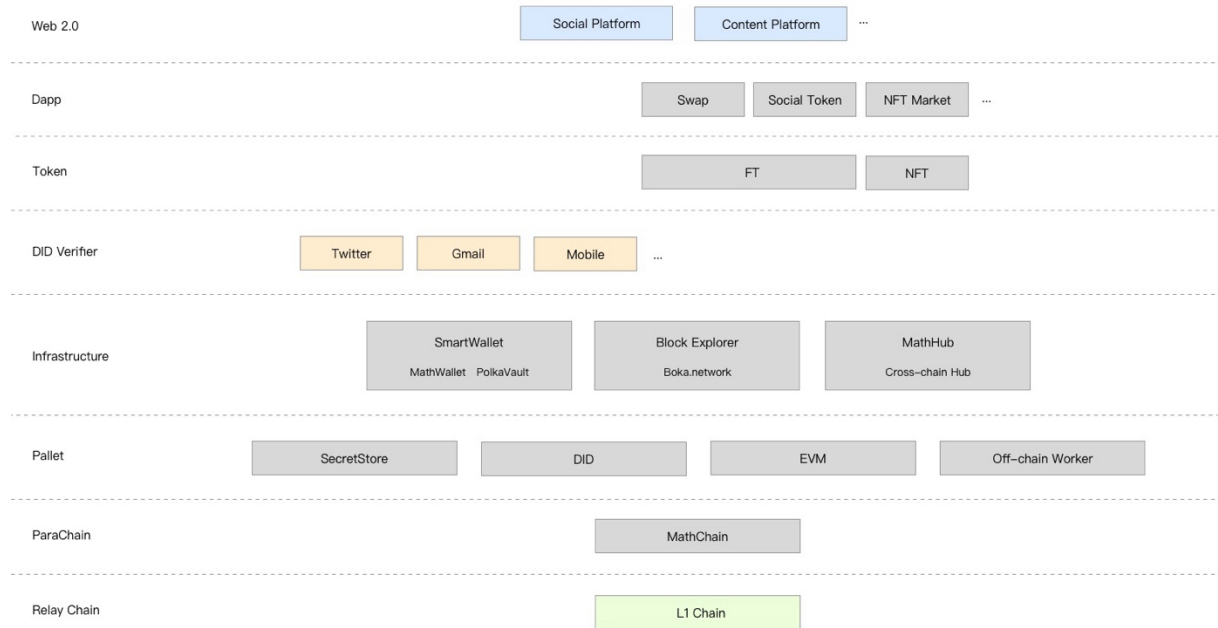 Web 2.0
Social Platform
Content Platform
...
Dapp
Swap
Social Token
NFT Market
...
Token
FT
NFT
DID Verifier
Twitter
Gmail
Mobile
...
Infrastructure
SmartWallet
MathWallet PolkaVault
Block Explorer
Boka.network
MathHub
Cross-chain Hub
Pallet
SecretStore
DID
EVM
Off-chain Worker
ParaChain
MathChain
Relay Chain
L1 Chain